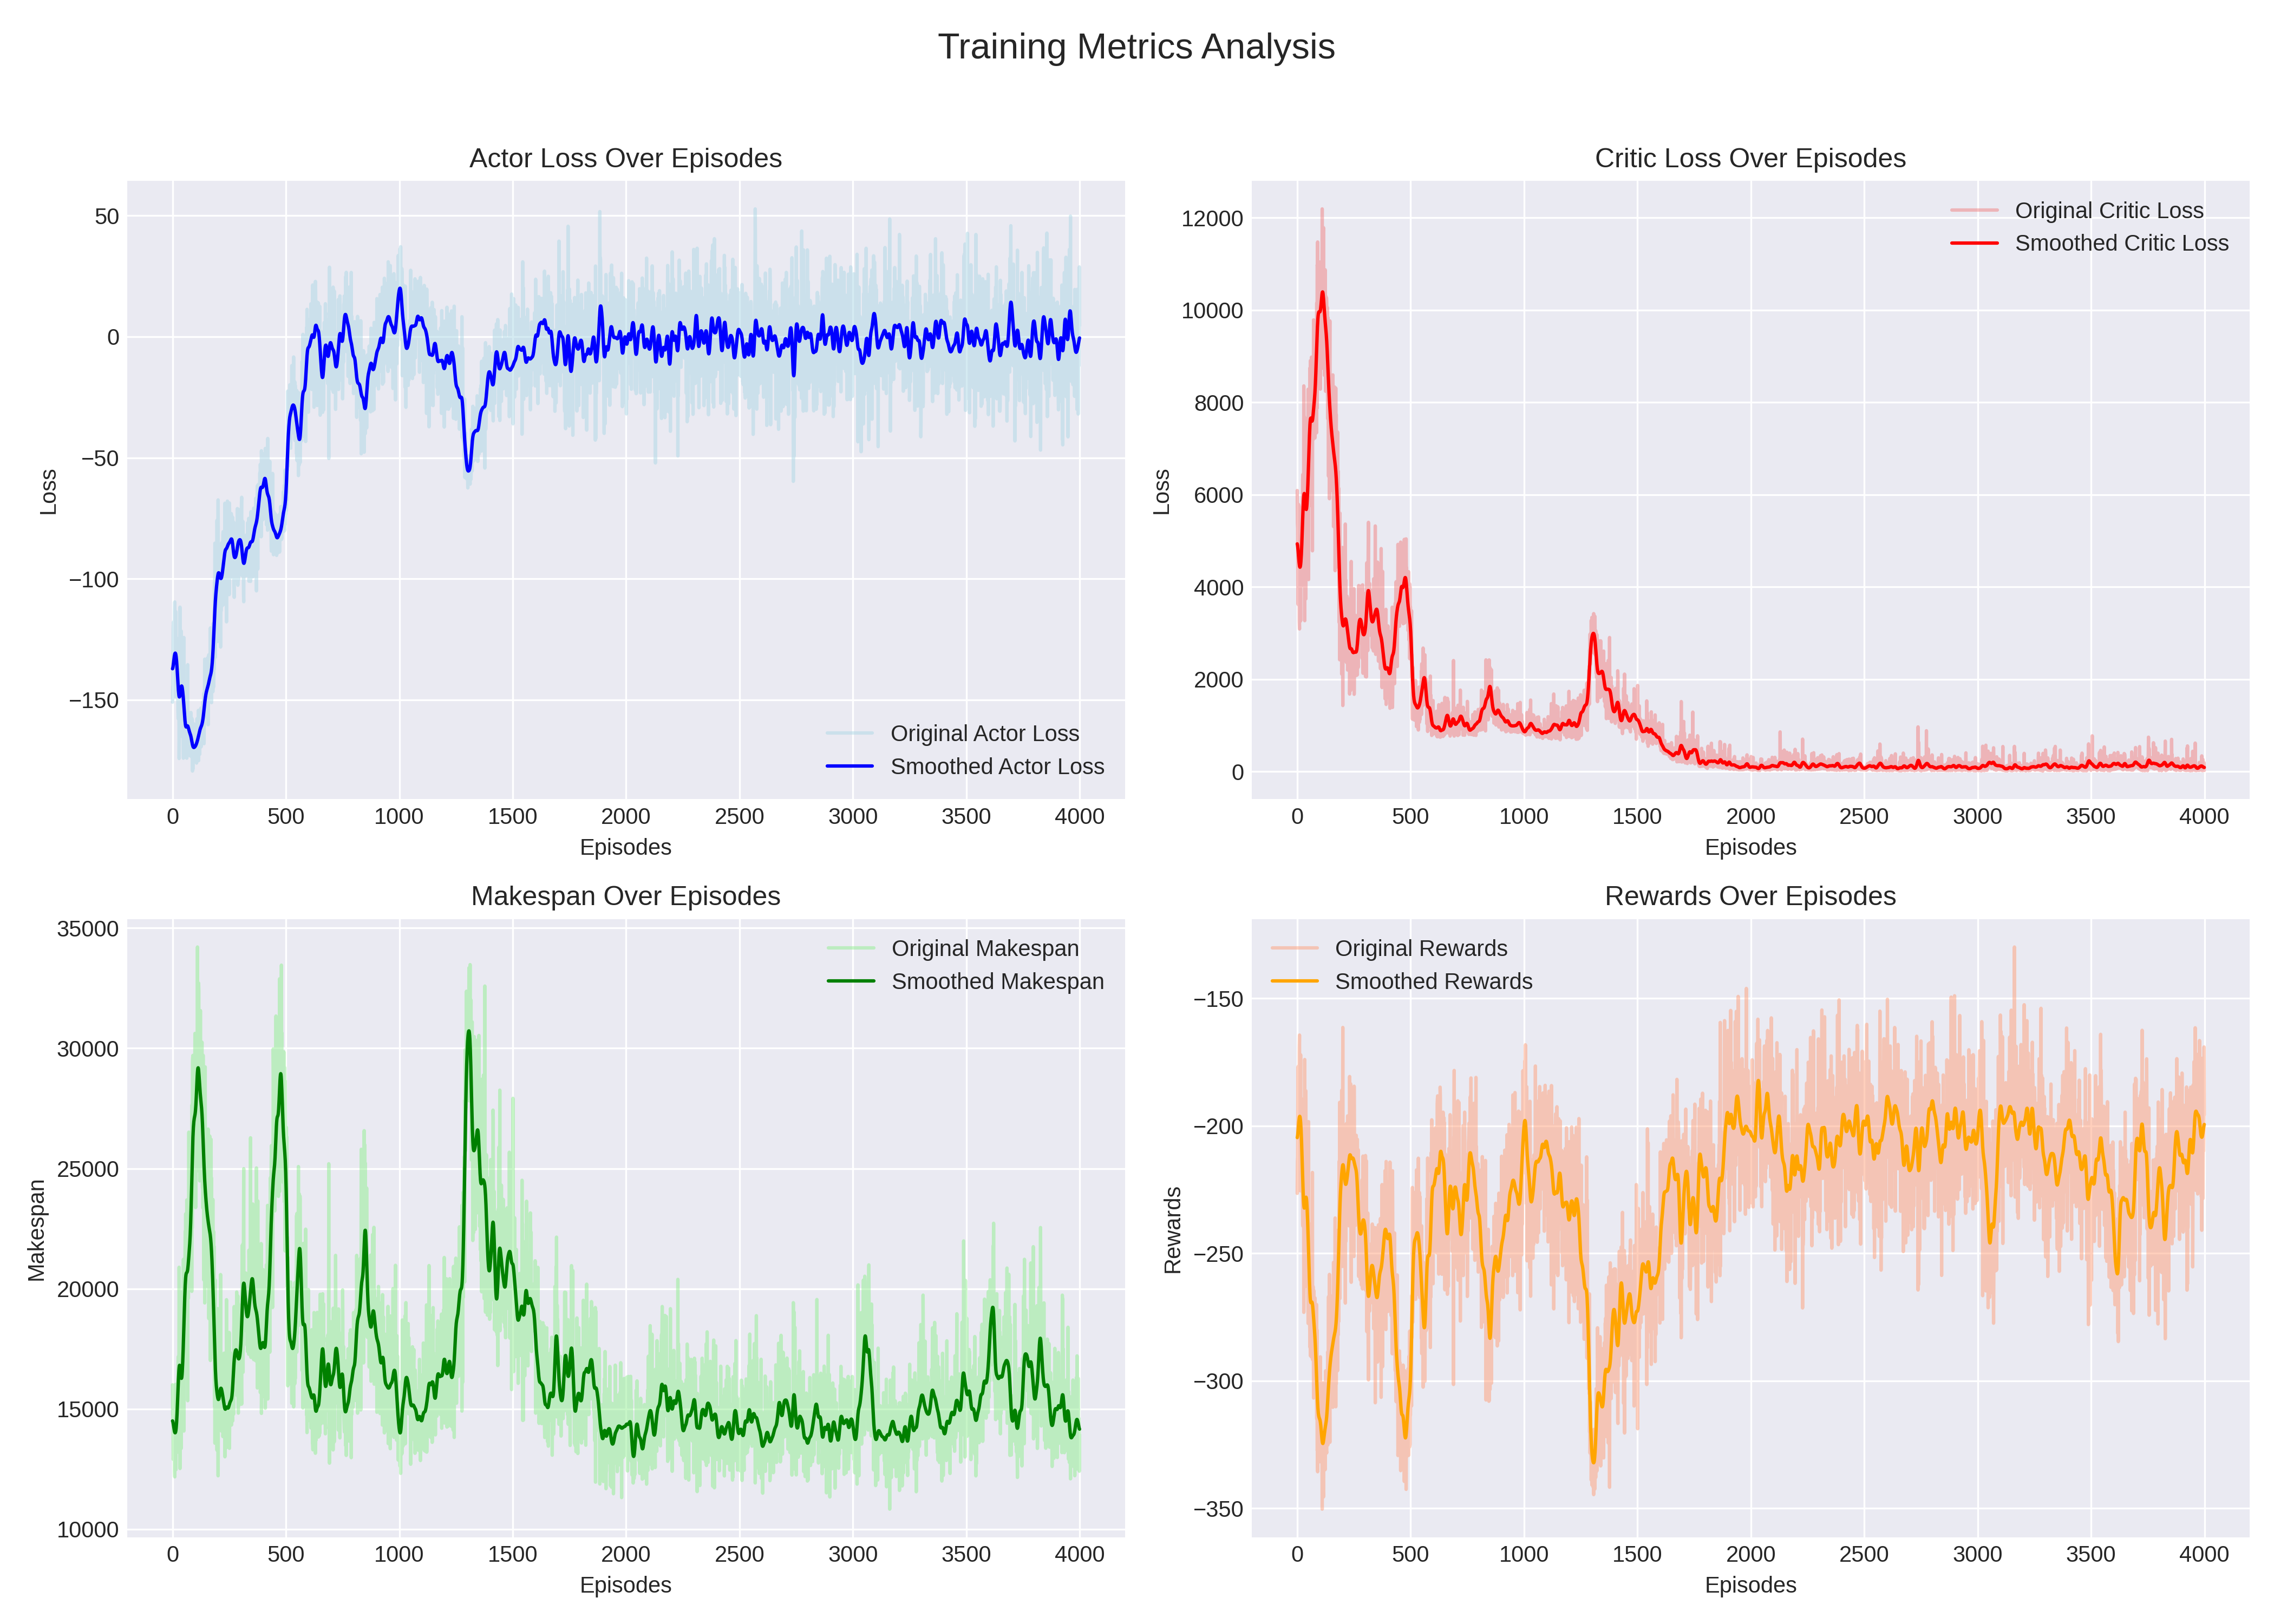 Training Metrics Analysis
Actor Loss Over Episodes
Loss
50
0
−50
−100
−150
Original Actor Loss
Smoothed Actor Loss
0 500 1000 1500 2000 2500 3000 3500 4000
Episodes
Critic Loss Over Episodes
Loss
12000
10000
8000
6000
4000
2000
0
Original Critic Loss
Smoothed Critic Loss
0 500 1000 1500 2000 2500 3000 3500 4000
Episodes
Makespan Over Episodes
Makespan
35000
30000
25000
20000
15000
10000
Original Makespan
Smoothed Makespan
0 500 1000 1500 2000 2500 3000 3500 4000
Episodes
Rewards Over Episodes
Rewards
−150
−200
−250
−300
−350
Original Rewards
Smoothed Rewards
0 500 1000 1500 2000 2500 3000 3500 4000
Episodes